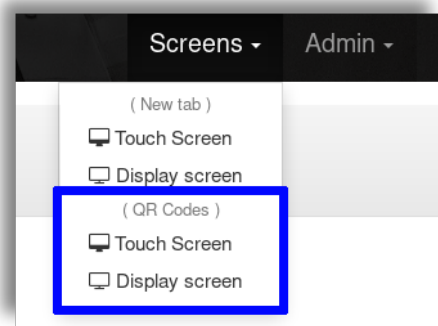 Screens Admin
( New tab )
Touch Screen
Display screen
( QR Codes )
Touch Screen
Display screen